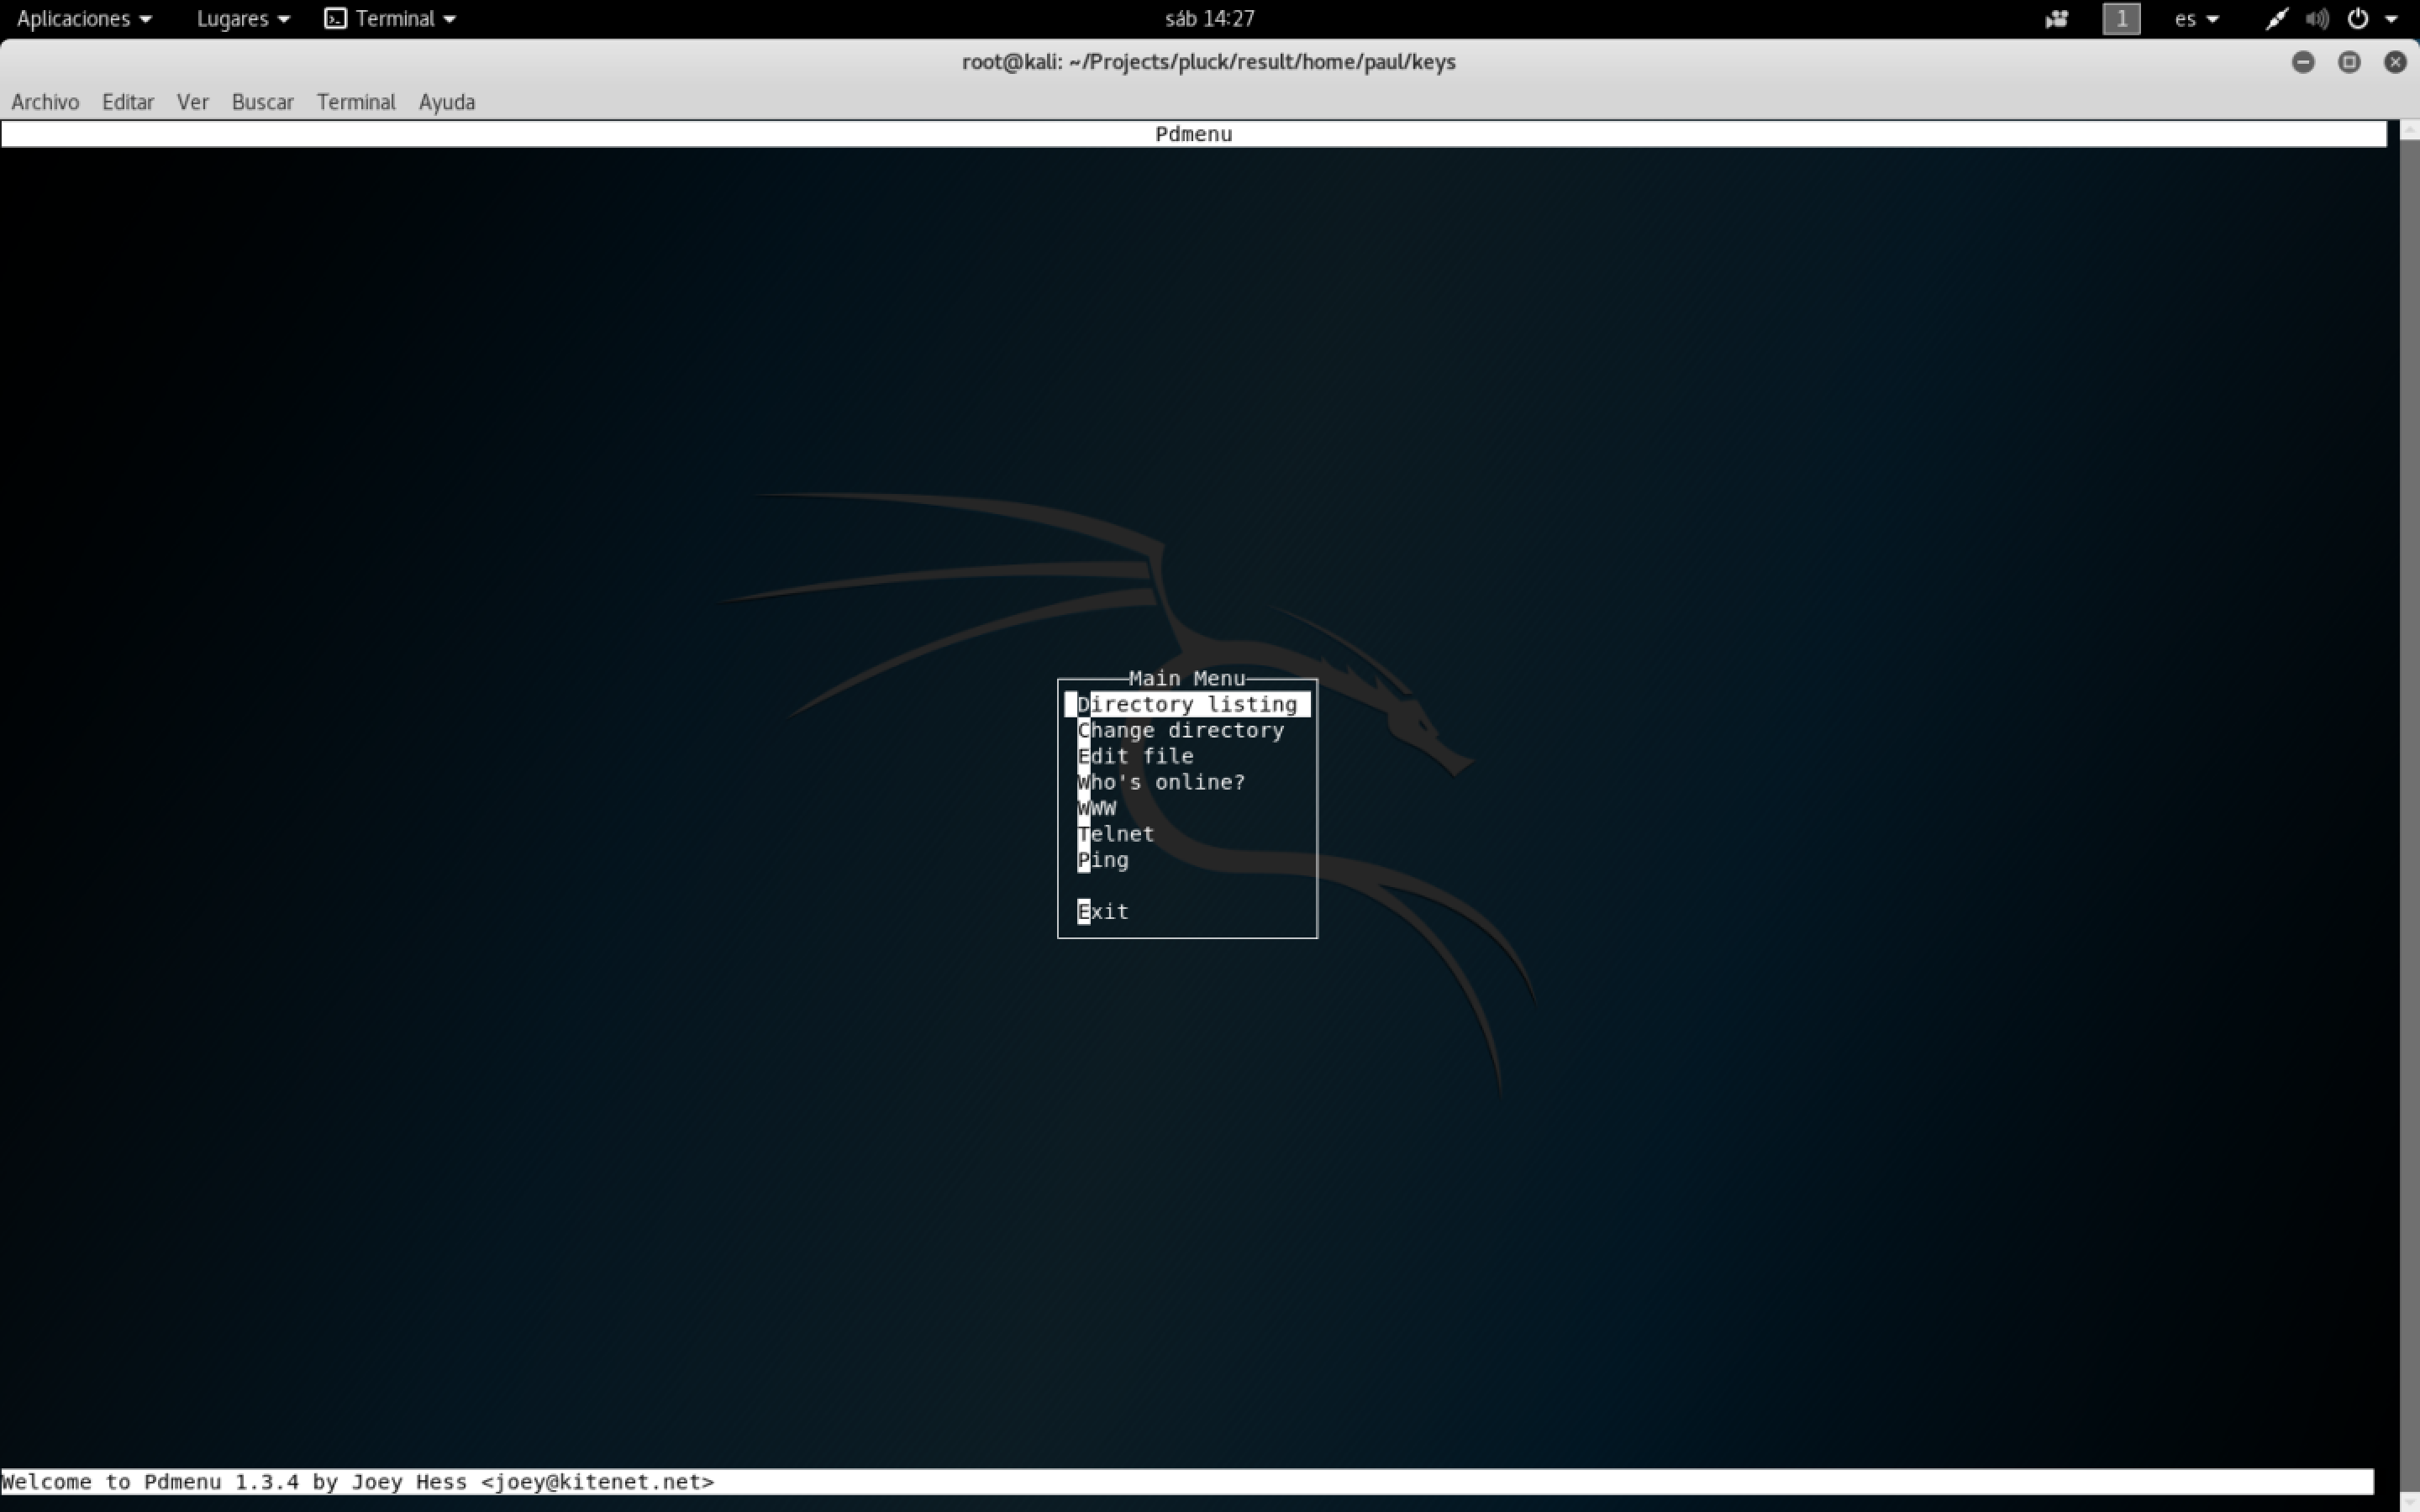 Aplicaciones Lugares Terminal sáb 14:27 1 es
root@kali: ~/Projects/pluck/result/home/paul/keys
Archivo Editar Ver Buscar Terminal Ayuda
Pdmenu
Main Menu
Directory listing
Change directory
Edit file
Who's online?
WWW
Telnet
Ping
Exit
Welcome to Pdmenu 1.3.4 by Joey Hess <joey@kitenet.net>